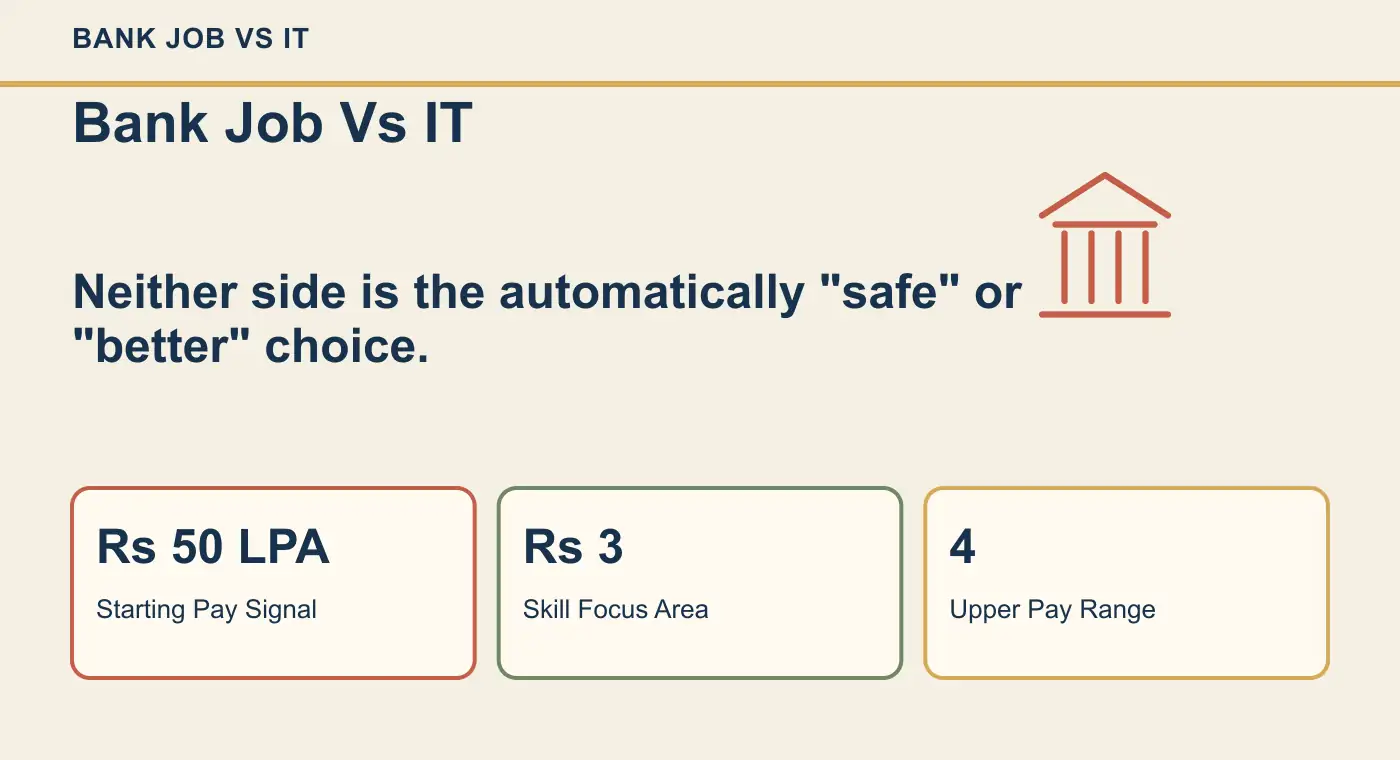 BANK JOB VS IT
Bank Job Vs IT
Neither side is the automatically "safe" or
"better" choice.
Rs 50 LPA
Starting Pay Signal
Rs 3
Skill Focus Area
4
Upper Pay Range